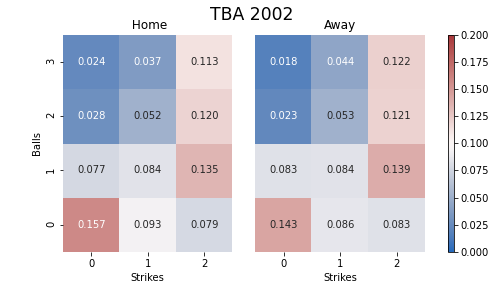 TBA 2002
Home
Away
3
0.024 0.037 0.113
0.018 0.044 0.122
2
0.028 0.052 0.120
0.023 0.053 0.121
1
0.077 0.084 0.135
0.083 0.084 0.139
0
0.157 0.093 0.079
0.143 0.086 0.083
Balls
0 1 2
0 1 2
Strikes
Strikes
0.200
0.175
0.150
0.125
0.100
0.075
0.050
0.025
0.000